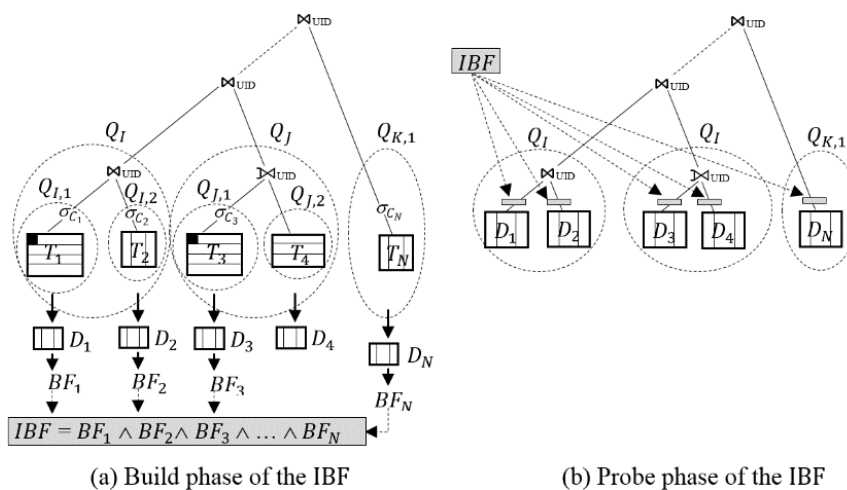 ⋈UID
⋈UID
Q_I
Q_J
Q_{K,1}
⋈UID
⋈UID
Q_{I,1}
Q_{I,2}
Q_{J,1}
Q_{J,2}
σ_{C_1}
σ_{C_2}
σ_{C_3}
σ_{C_N}
T_1
T_2
T_3
T_4
T_N
D_1
D_2
D_3
D_4
D_N
BF_1
BF_2
BF_3
BF_N
IBF = BF_1 ∧ BF_2 ∧ BF_3 ∧ … ∧ BF_N
(a) Build phase of the IBF
⋈UID
IBF
⋈UID
Q_I
Q_I
Q_{K,1}
⋈UID
⋈UID
D_1
D_2
D_3
D_4
D_N
(b) Probe phase of the IBF